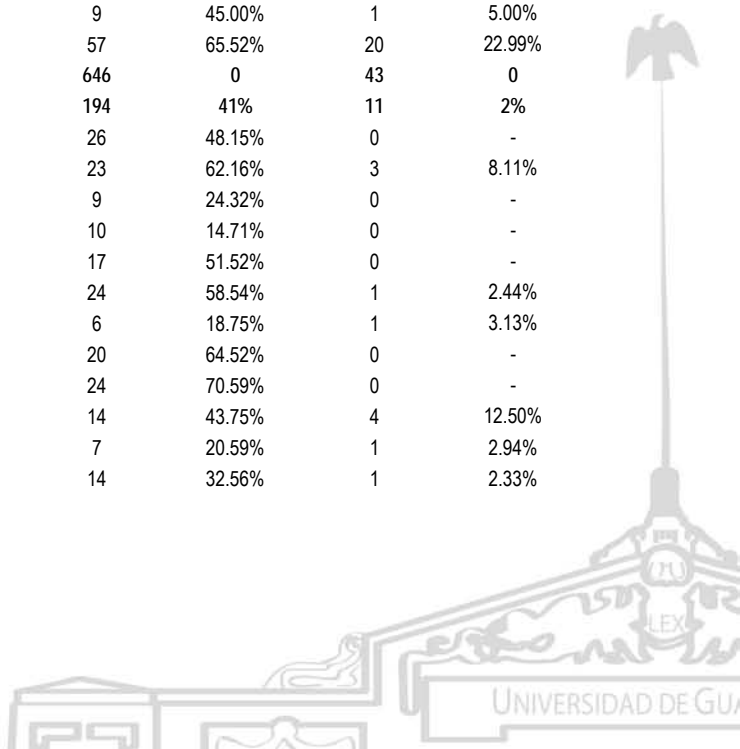 9 45.00% 1 5.00%
57 65.52% 20 22.99%
646 0 43 0
194 41% 11 2%
26 48.15% 0 -
23 62.16% 3 8.11%
9 24.32% 0 -
10 14.71% 0 -
17 51.52% 0 -
24 58.54% 1 2.44%
6 18.75% 1 3.13%
20 64.52% 0 -
24 70.59% 0 -
14 43.75% 4 12.50%
7 20.59% 1 2.94%
14 32.56% 1 2.33%
LEX
UNIVERSIDAD DE GUA